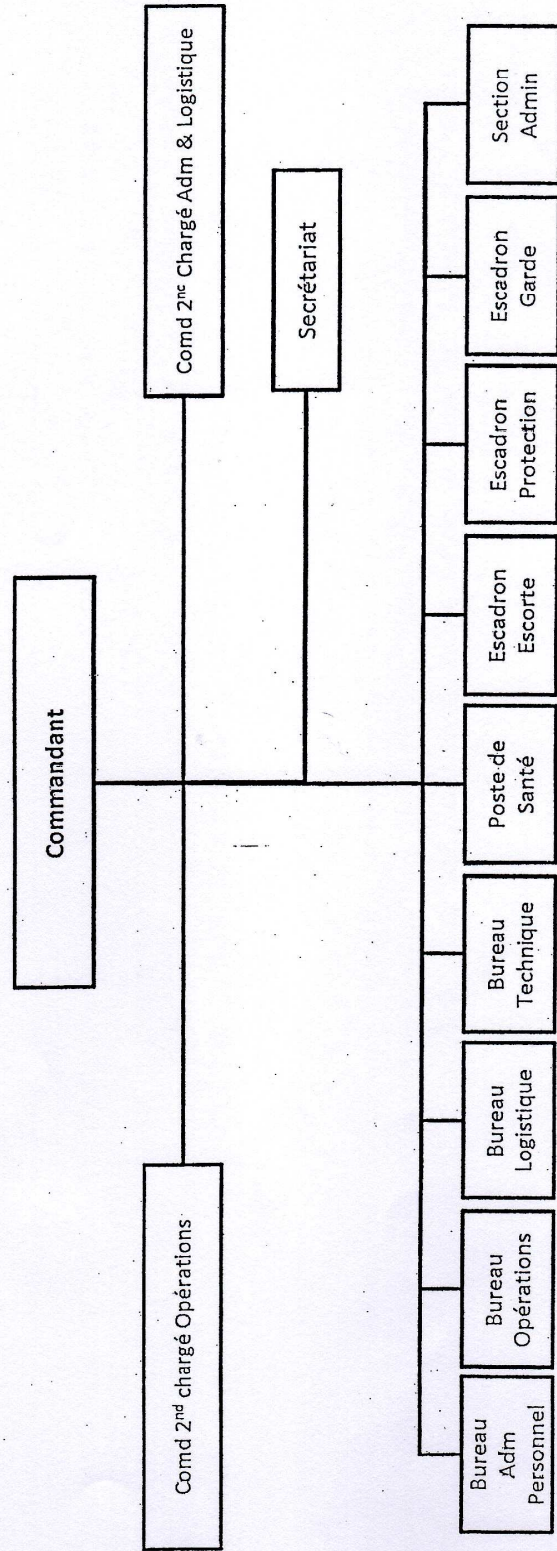 Commandant
Comd 2nd chargé Opérations
Comd 2nc Chargé Adm & Logistique
Secrétariat
Bureau
Adm
Personnel
Bureau
Opérations
Bureau
Logistique
Bureau
Technique
Poste de
Santé
Escadron
Escorte
Escadron
Protection
Escadron
Garde
Section
Admin